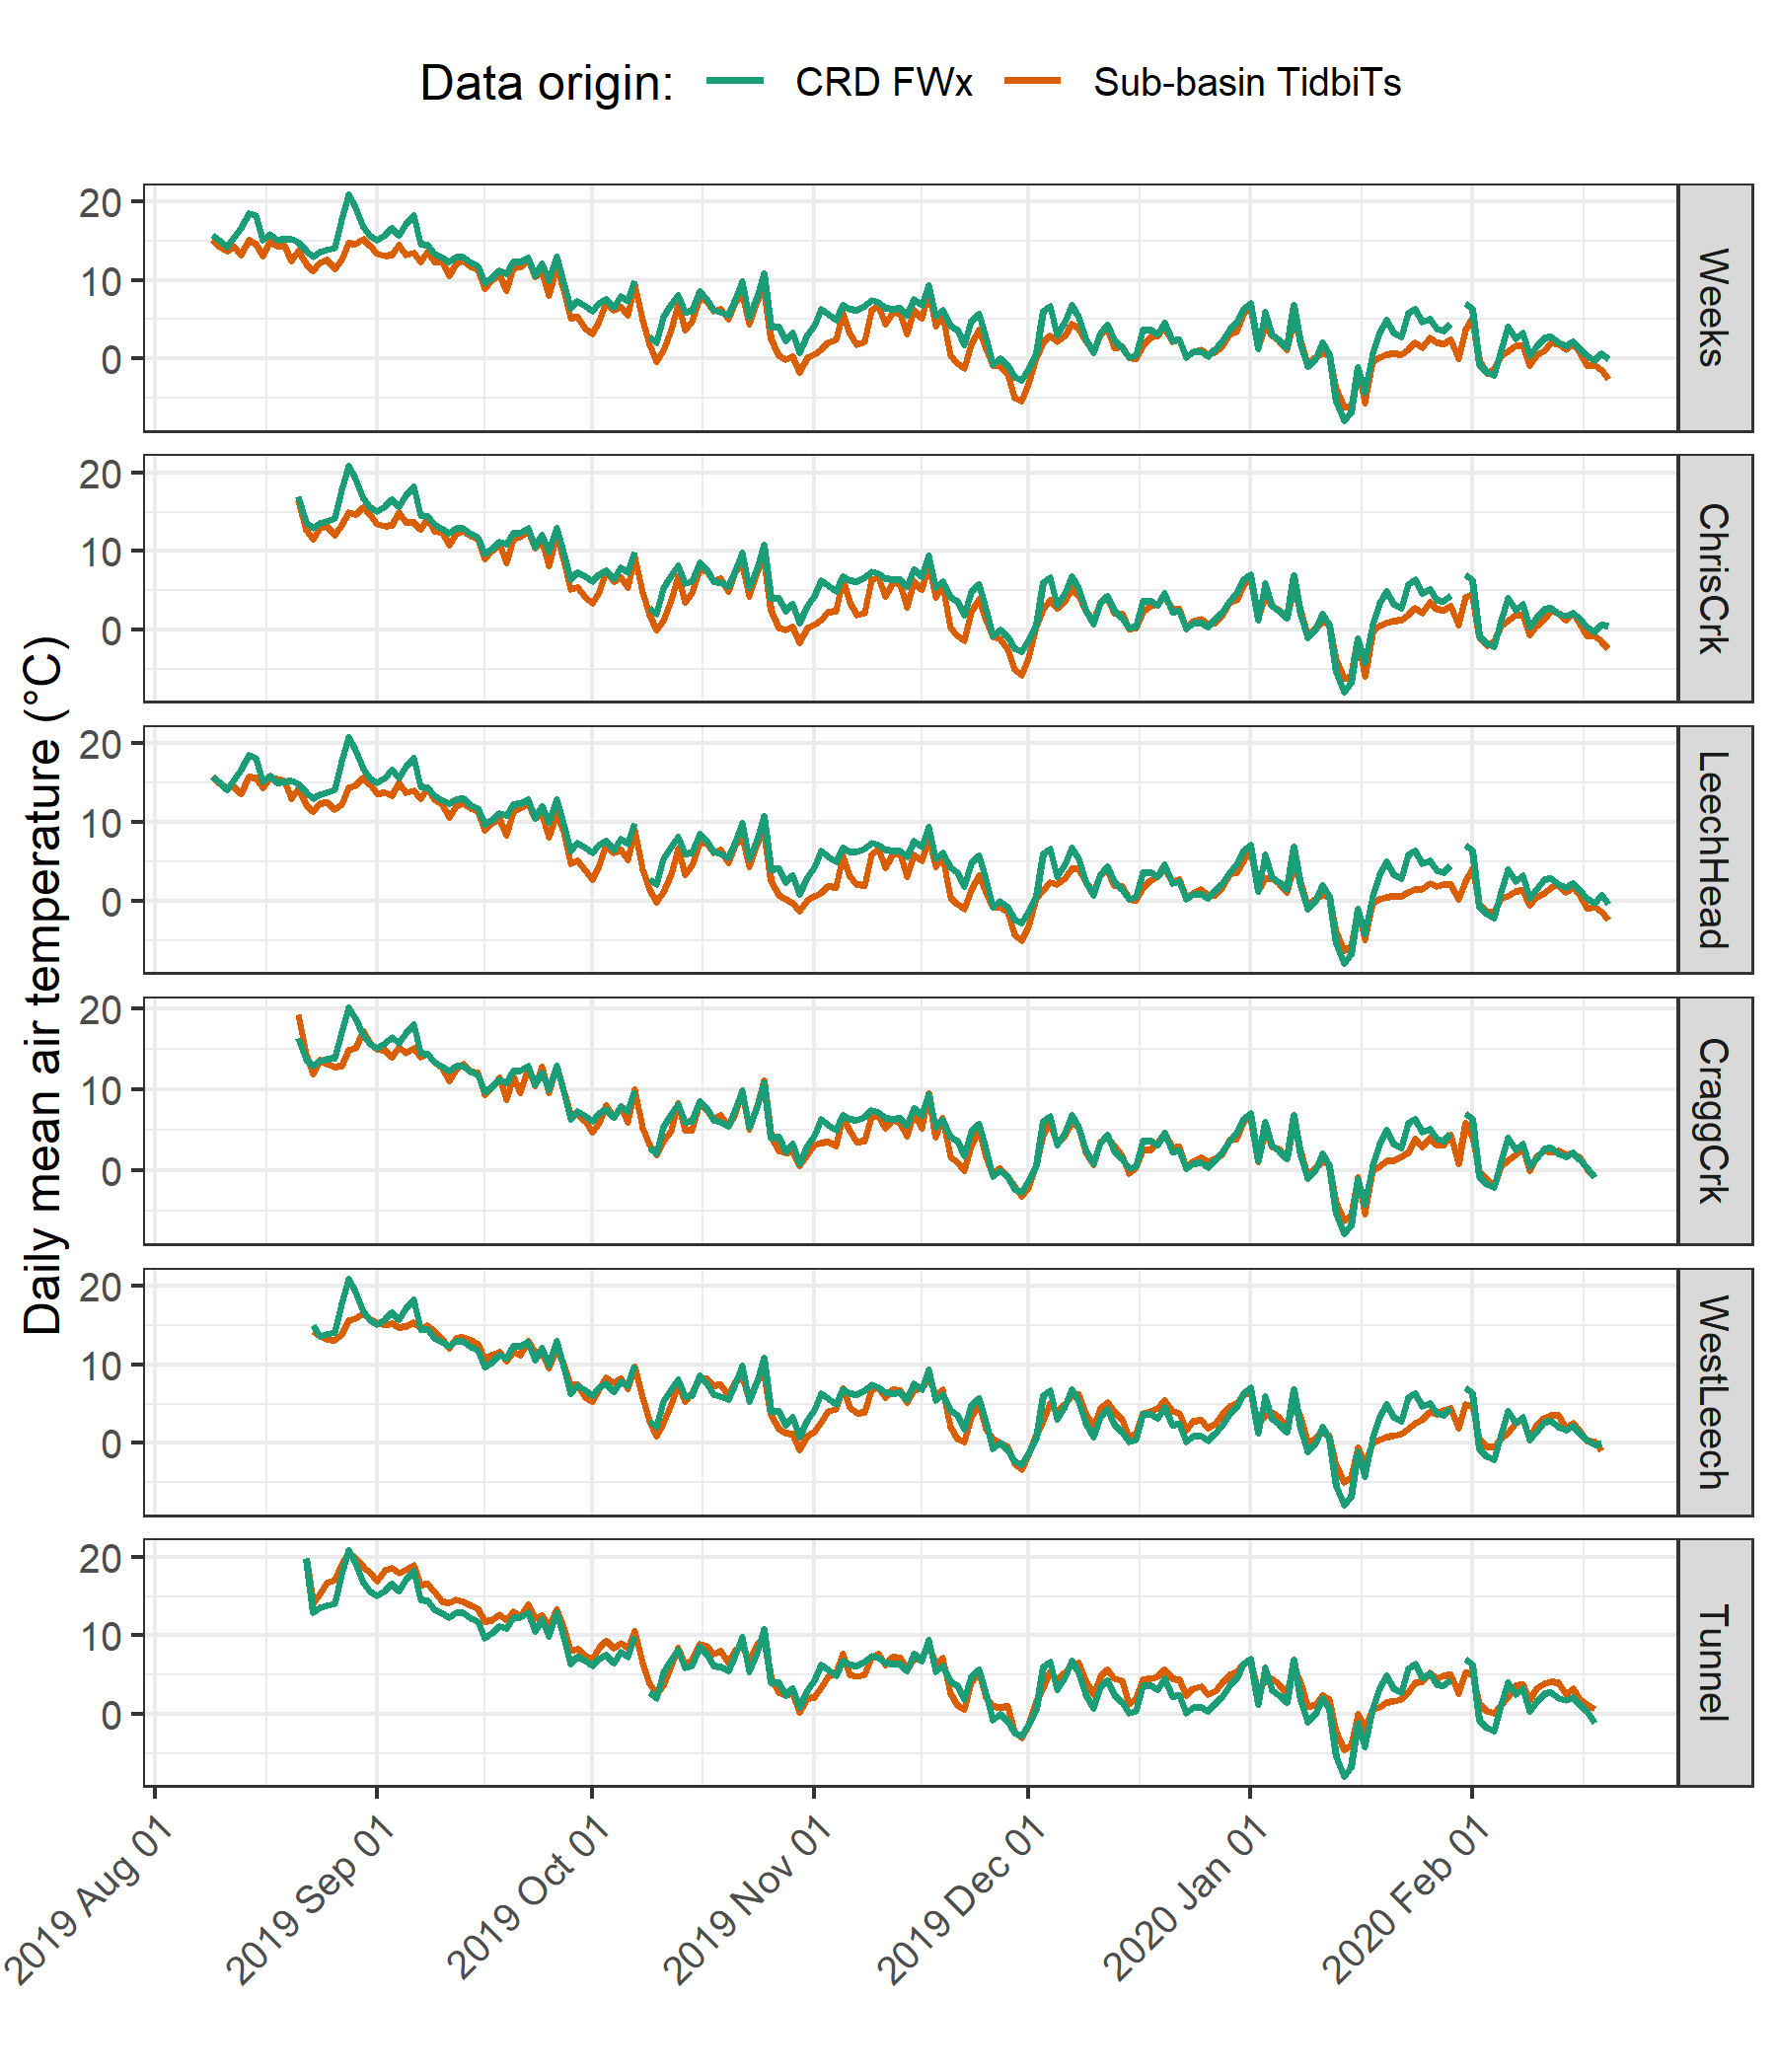 Data origin: CRD FWx Sub-basin TidbiTs
Daily mean air temperature (°C)
20
10
0
Weeks
20
10
0
ChrisCrk
20
10
0
LeechHead
20
10
0
CraggCrk
20
10
0
WestLeech
20
10
0
Tunnel
2019 Aug 01
2019 Sep 01
2019 Oct 01
2019 Nov 01
2019 Dec 01
2020 Jan 01
2020 Feb 01